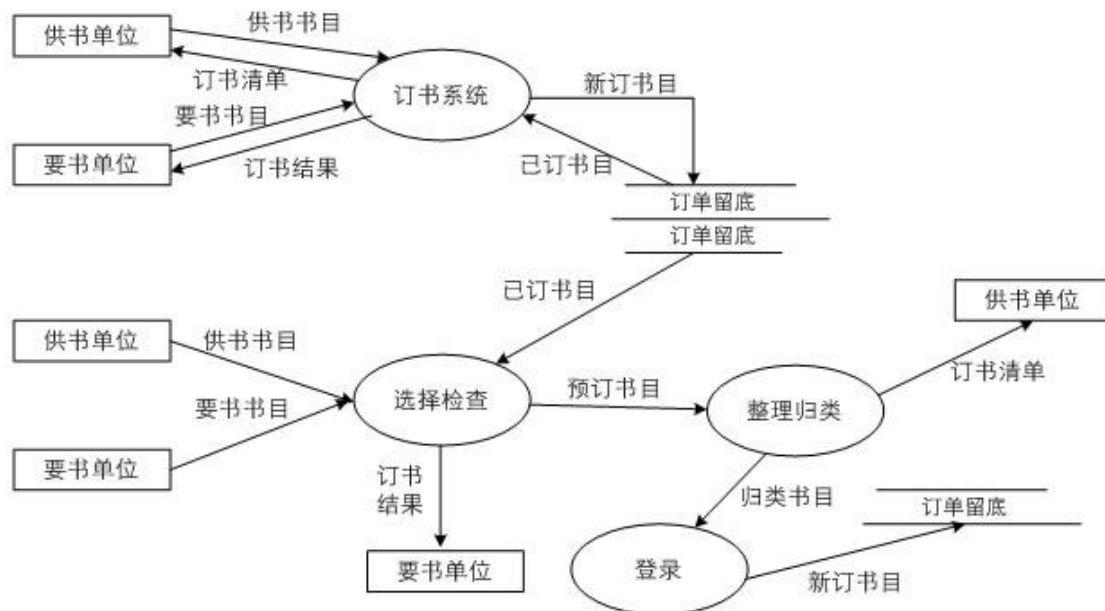 供书单位
供书书目
订书清单
订书系统
新订书目
要书书目
已订书目
要书单位
订书结果
订单留底
订单留底
已订书目
供书单位
供书单位
供书书目
选择检查
预订书目
整理归类
订书清单
要书书目
要书单位
订书
结果
归类书目
订单留底
要书单位
登录
新订书目